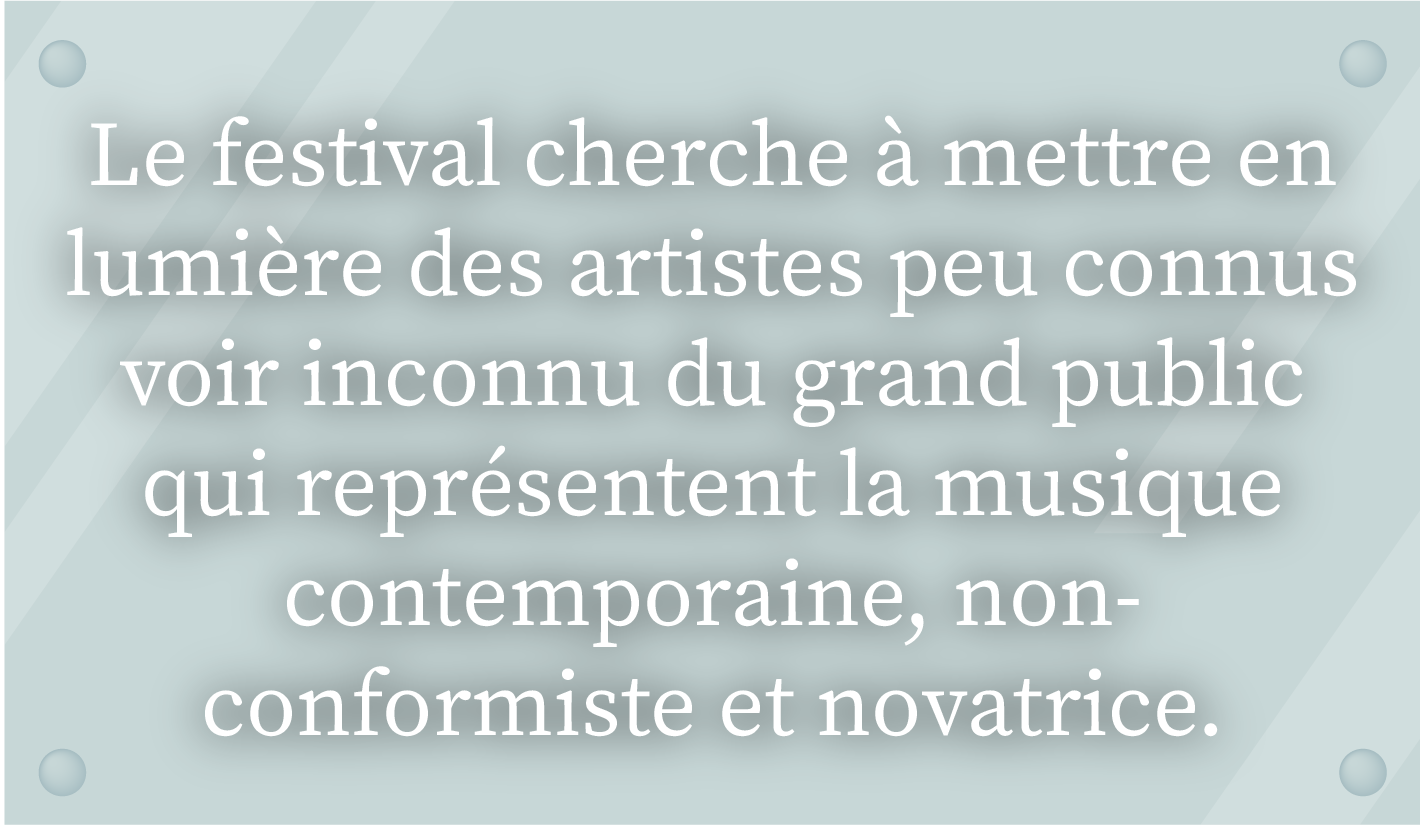 Le festival cherche à mettre en
lumière des artistes peu connus
voir inconnu du grand public
qui représentent la musique
contemporaine, non-
conformiste et novatrice.